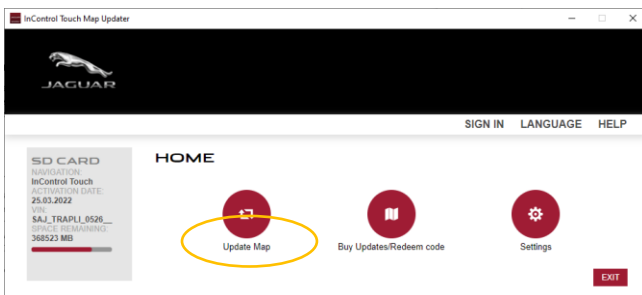 InControl Touch Map Updater
JAGUAR
SIGN IN LANGUAGE HELP
SD CARD
NAVIGATION:
InControl Touch
ACTIVATION DATE:
25.03.2022
VIN:
SAJ_TRAPLI_0526__
SPACE REMAINING:
368523 MB
HOME
Update Map
Buy Updates/Redeem code
Settings
EXIT